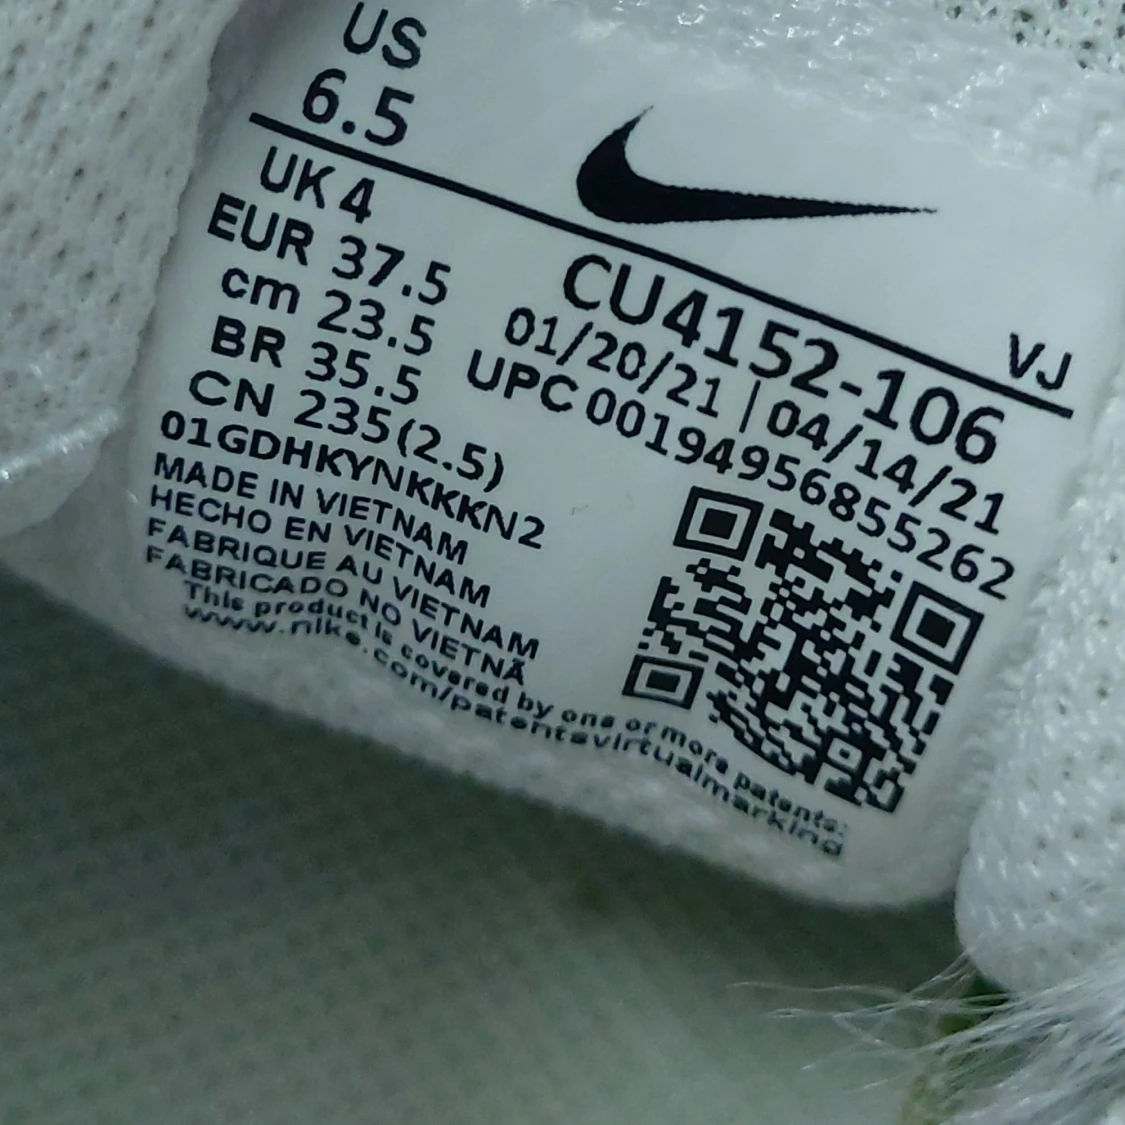 US
6.5
UK 4
EUR 37.5
cm 23.5
BR 35.5
CN 235(2.5)
01GDHKYNKKKN2
MADE IN VIETNAM
HECHO EN VIETNAM
FABRIQUE AU VIETNAM
FABRICADO NO VIETNÃ
This product is covered by one or more patents:
www.nike.com/patentsvirtualmarking
VJ
CU4152-106
01/20/21 | 04/14/21
UPC 00194956855262